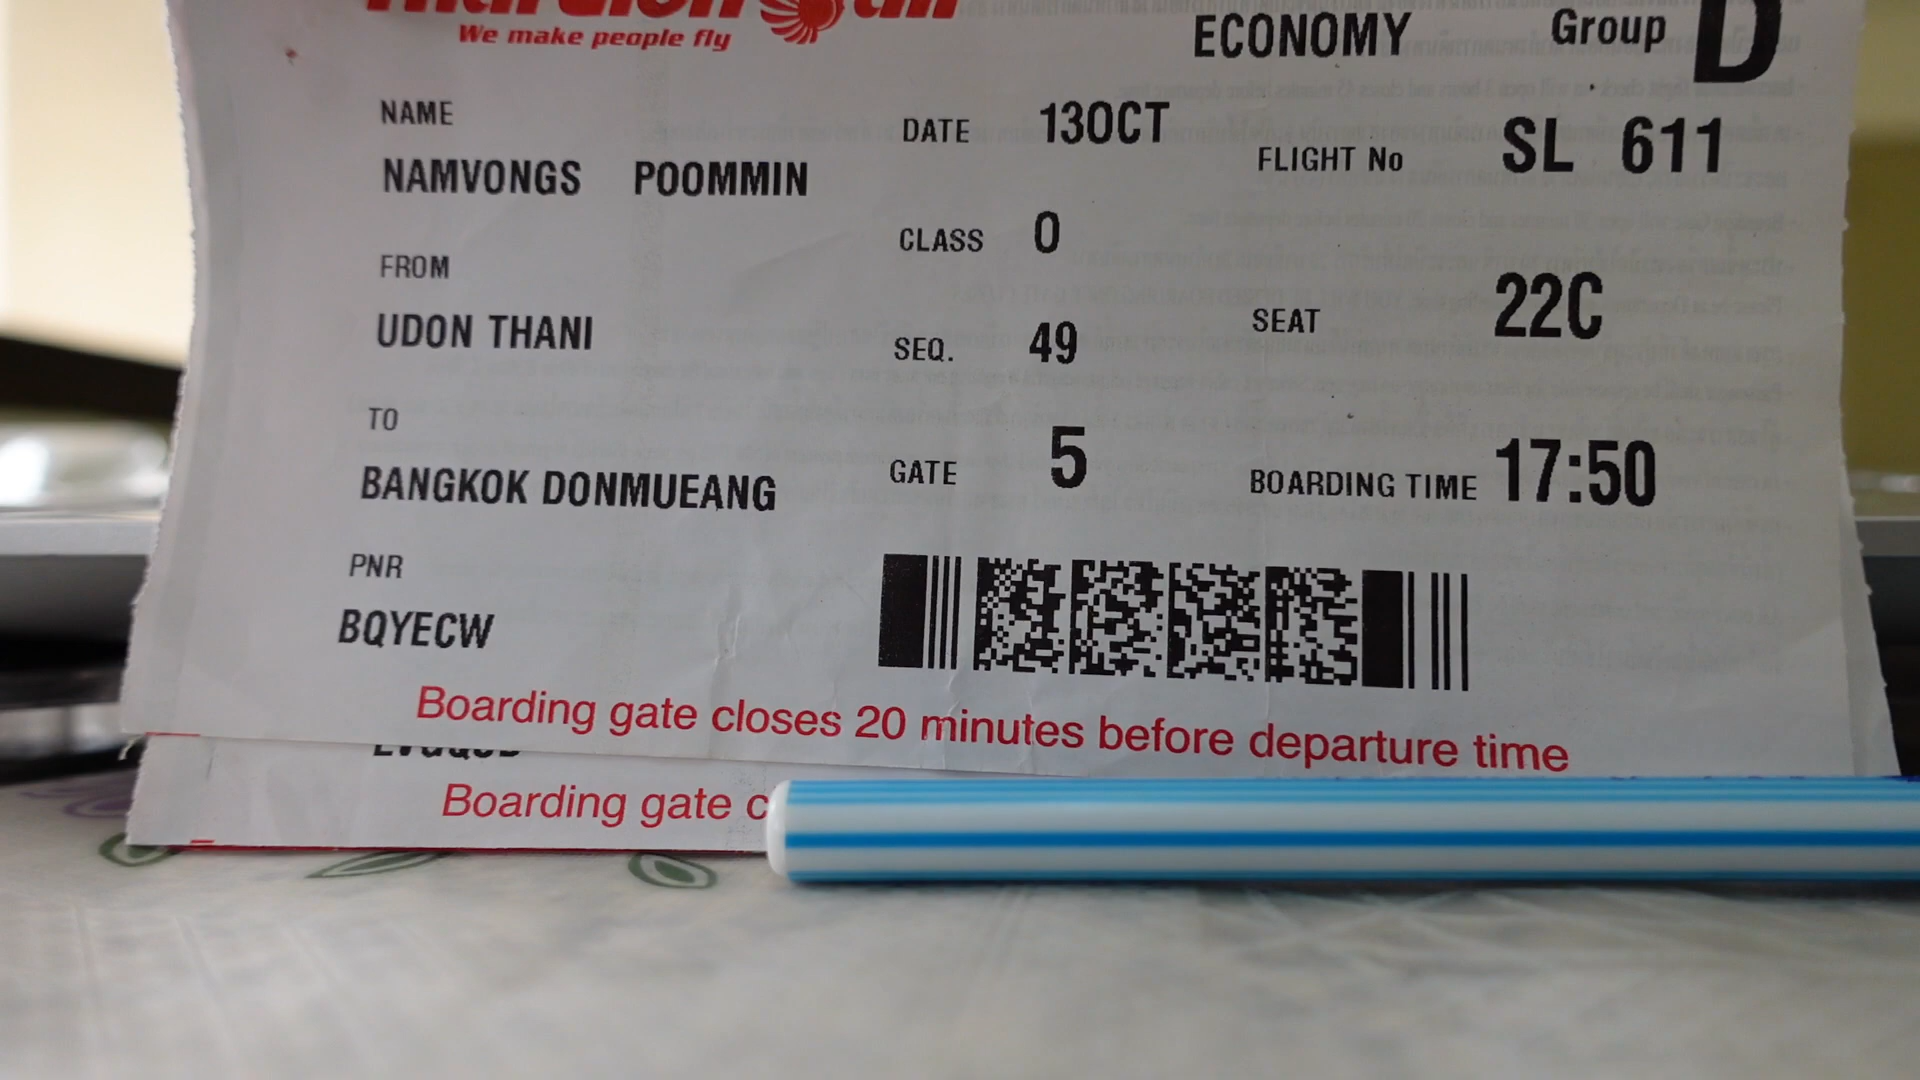 We make people fly
ECONOMY Group D
NAME
NAMVONGS POOMMIN
DATE 13OCT
FLIGHT No SL 611
FROM
UDON THANI
CLASS O
SEAT 22C
SEQ. 49
TO
BANGKOK DONMUEANG
GATE 5
BOARDING TIME 17:50
PNR
BQYECW
Boarding gate closes 20 minutes before departure time
Boarding gate c